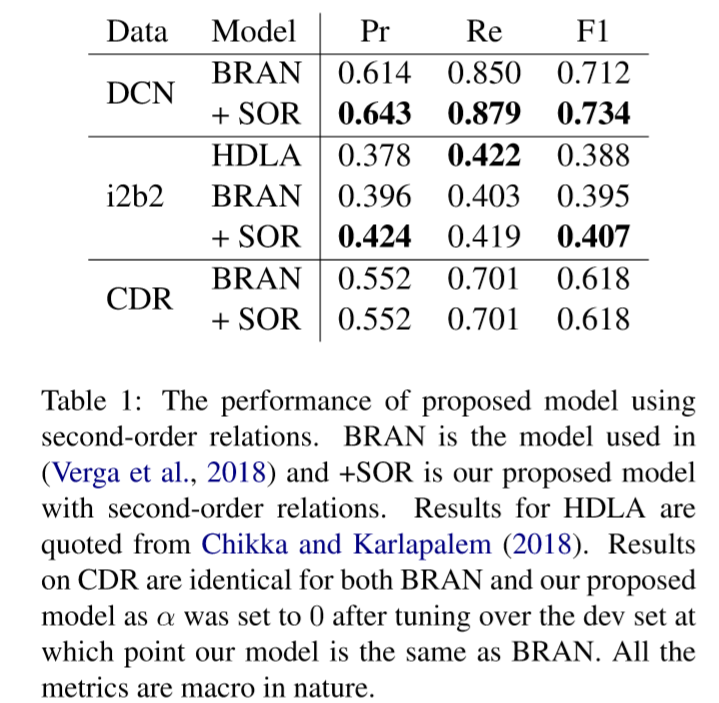 Data Model Pr Re F1
DCN BRAN 0.614 0.850 0.712
+ SOR 0.643 0.879 0.734
i2b2 HDLA 0.378 0.422 0.388
BRAN 0.396 0.403 0.395
+ SOR 0.424 0.419 0.407
CDR BRAN 0.552 0.701 0.618
+ SOR 0.552 0.701 0.618
Table 1: The performance of proposed model using
second-order relations. BRAN is the model used in
(Verga et al., 2018) and +SOR is our proposed model
with second-order relations. Results for HDLA are
quoted from Chikka and Karlapalem (2018). Results
on CDR are identical for both BRAN and our proposed
model as α was set to 0 after tuning over the dev set at
which point our model is the same as BRAN. All the
metrics are macro in nature.